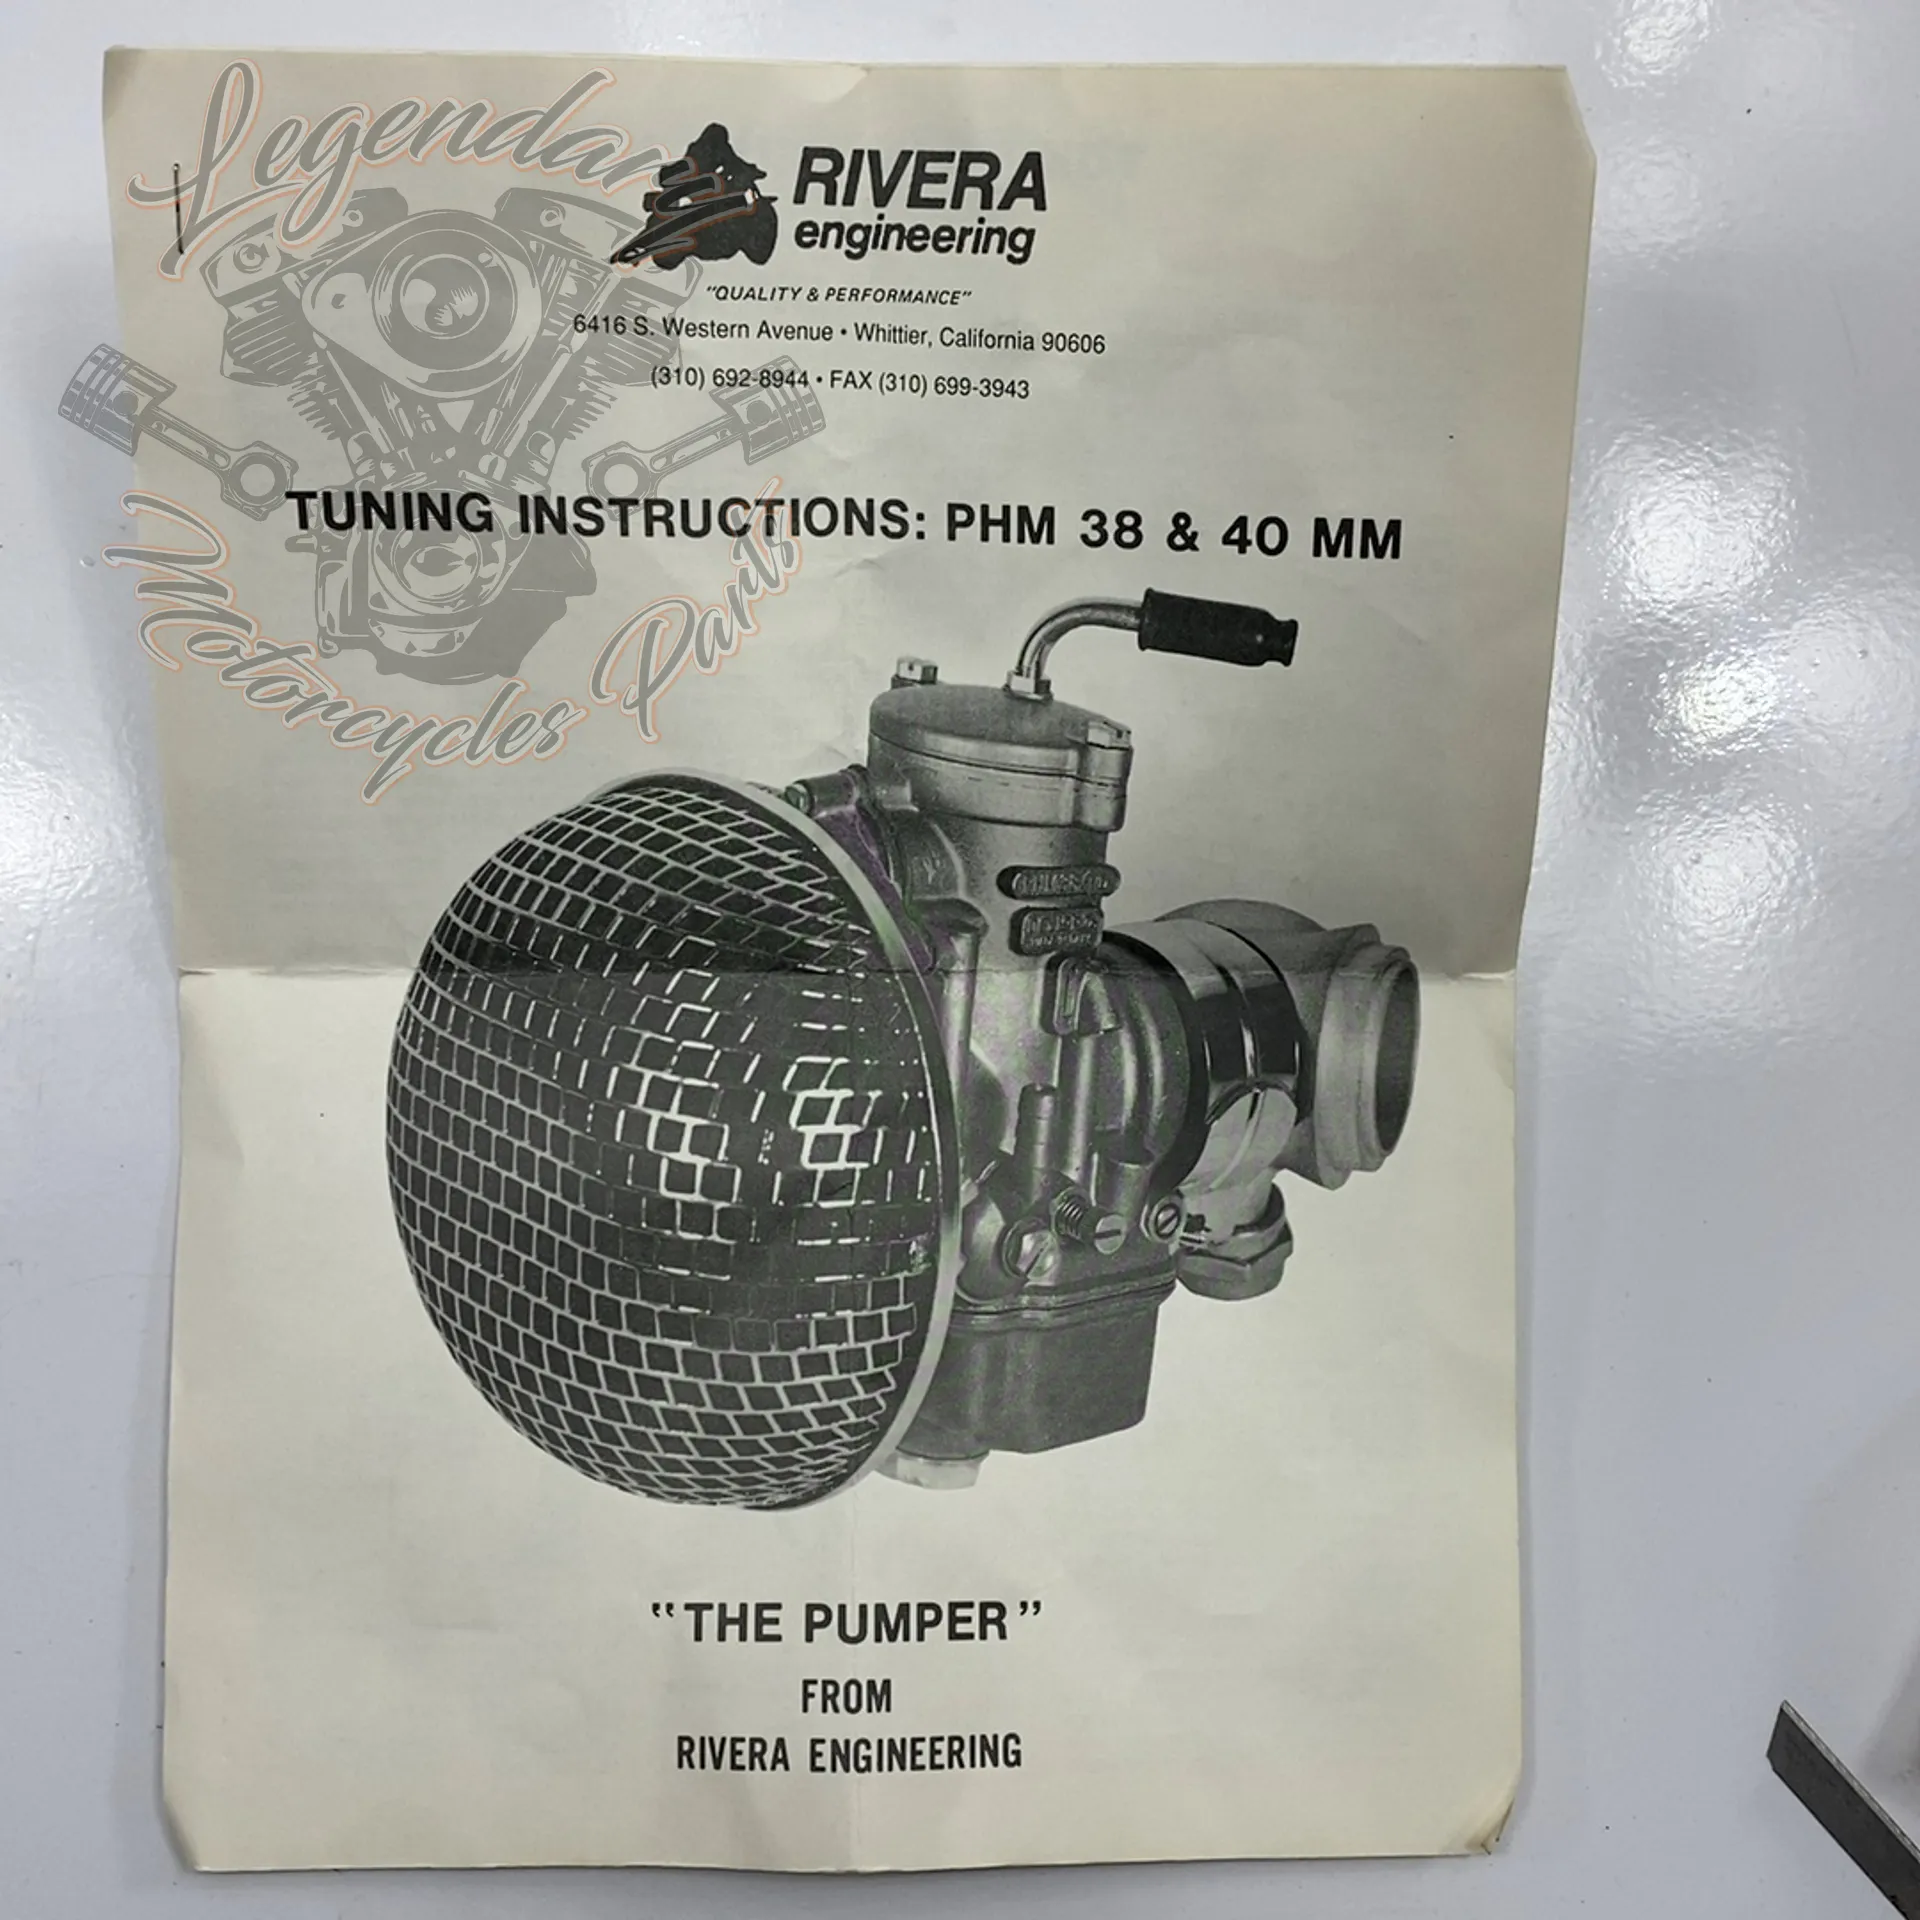 Legendary
Motorcycles Parts
RIVERA
engineering
"QUALITY & PERFORMANCE"
6416 S. Western Avenue • Whittier, California 90606
(310) 692-8944 • FAX (310) 699-3943
TUNING INSTRUCTIONS: PHM 38 & 40 MM
"THE PUMPER"
FROM
RIVERA ENGINEERING